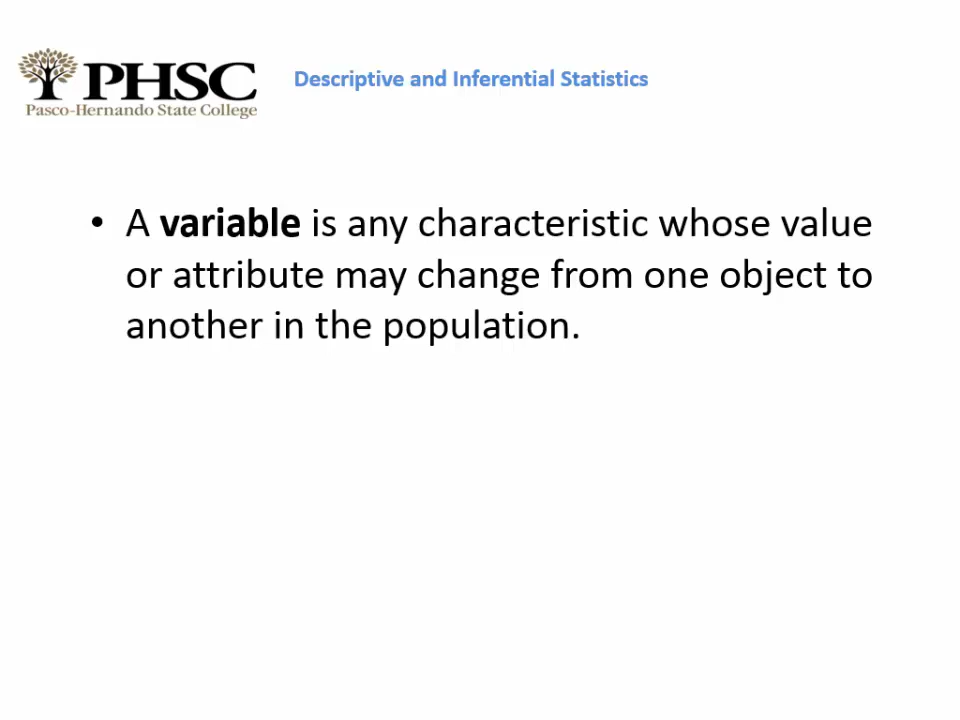 PHSC
Pasco-Hernando State College
Descriptive and Inferential Statistics
• A variable is any characteristic whose value
or attribute may change from one object to
another in the population.